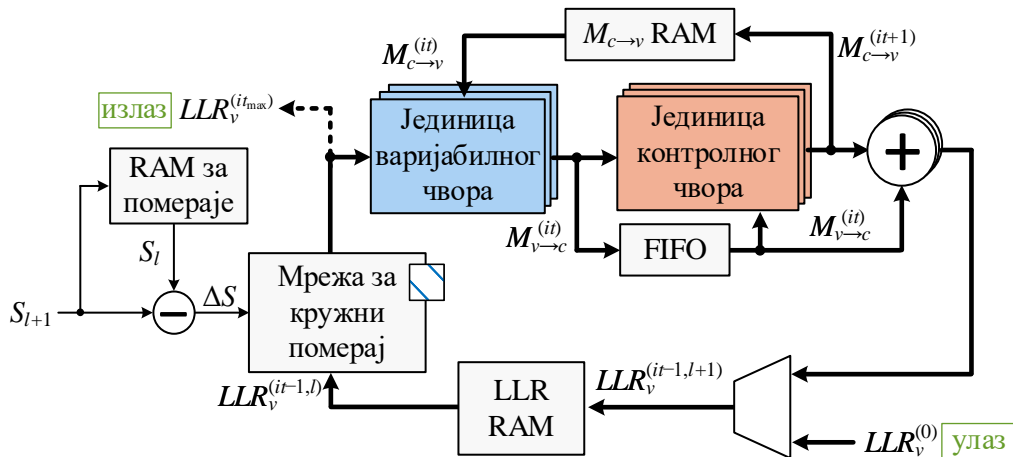 M_{c→v} RAM
M_{c→v}^{(it)}
M_{c→v}^{(it+1)}
излаз LLR_v^{(it_{max})}
Јединица
варијабилног
чвора
Јединица
контролног
чвора
+
RAM за
помераје
M_{v→c}^{(it)}
FIFO
M_{v→c}^{(it)}
S_l
Мрежа за
кружни
померај
S_{l+1}
−
ΔS
LLR_v^{(it−1,l)}
LLR
RAM
LLR_v^{(it−1,l+1)}
LLR_v^{(0)} улаз